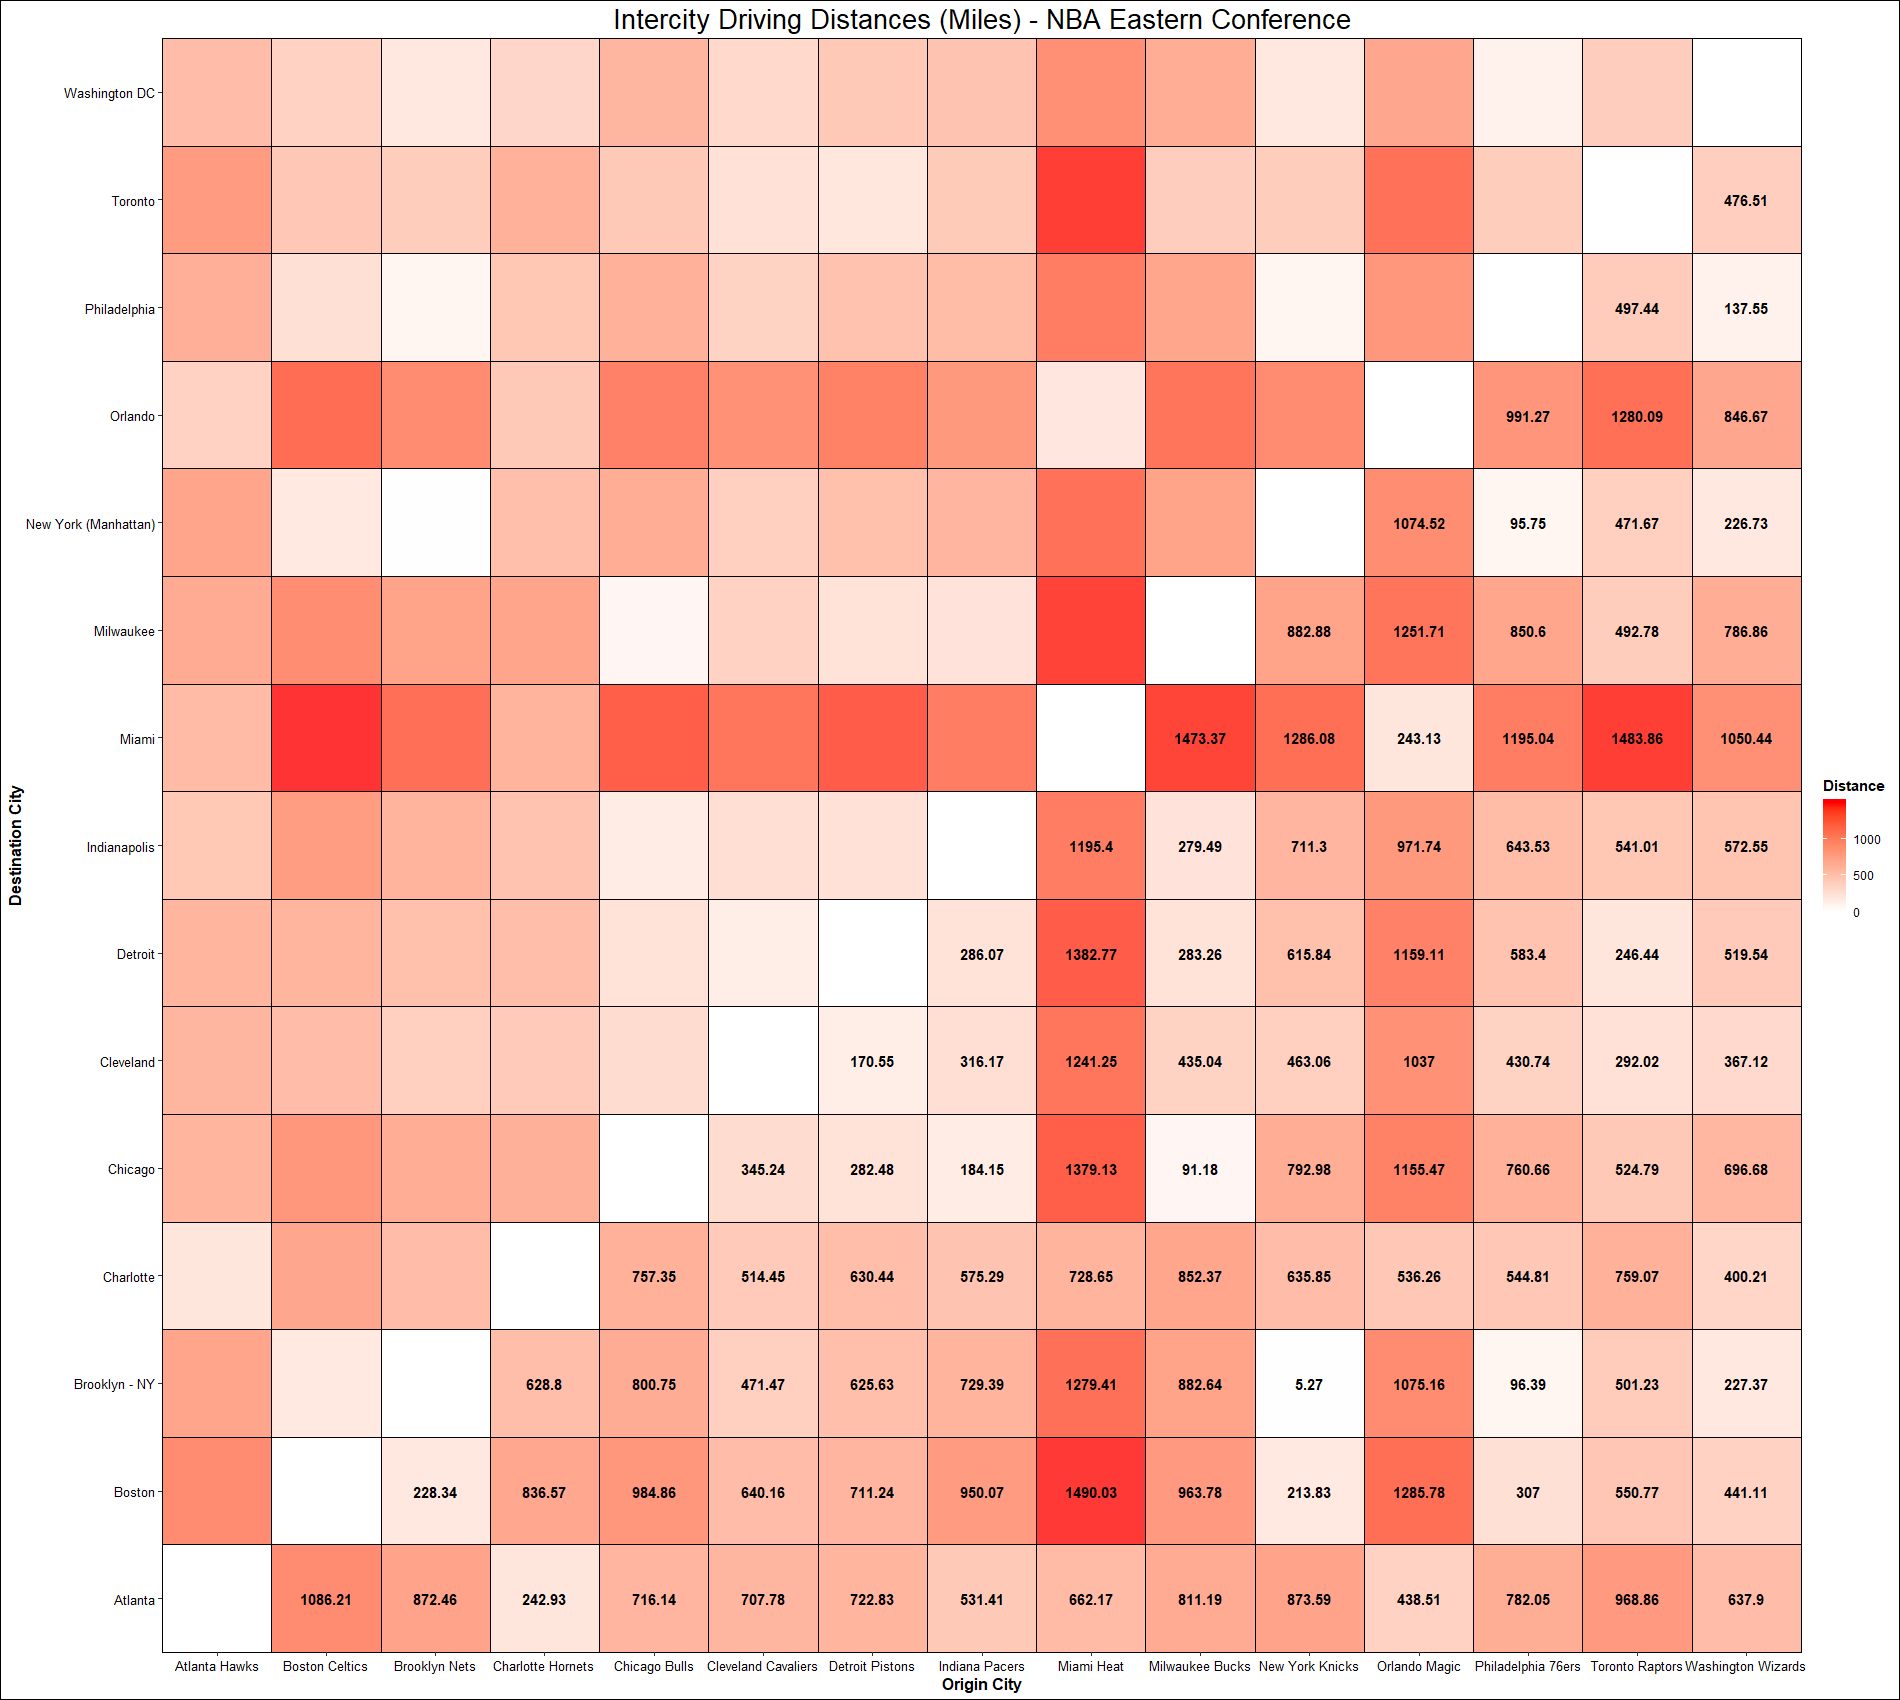 Intercity Driving Distances (Miles) - NBA Eastern Conference
Washington DC
Toronto 476.51
Philadelphia 497.44 137.55
Orlando 991.27 1280.09 846.67
New York (Manhattan) 1074.52 95.75 471.67 226.73
Milwaukee 882.88 1251.71 850.6 492.78 786.86
Miami 1473.37 1286.08 243.13 1195.04 1483.86 1050.44
Indianapolis 1195.4 279.49 711.3 971.74 643.53 541.01 572.55
Detroit 286.07 1382.77 283.26 615.84 1159.11 583.4 246.44 519.54
Cleveland 170.55 316.17 1241.25 435.04 463.06 1037 430.74 292.02 367.12
Chicago 345.24 282.48 184.15 1379.13 91.18 792.98 1155.47 760.66 524.79 696.68
Charlotte 757.35 514.45 630.44 575.29 728.65 852.37 635.85 536.26 544.81 759.07 400.21
Brooklyn - NY 628.8 800.75 471.47 625.63 729.39 1279.41 882.64 5.27 1075.16 96.39 501.23 227.37
Boston 228.34 836.57 984.86 640.16 711.24 950.07 1490.03 963.78 213.83 1285.78 307 550.77 441.11
Atlanta 1086.21 872.46 242.93 716.14 707.78 722.83 531.41 662.17 811.19 873.59 438.51 782.05 968.86 637.9
Atlanta Hawks Boston Celtics Brooklyn Nets Charlotte Hornets Chicago Bulls Cleveland Cavaliers Detroit Pistons Indiana Pacers Miami Heat Milwaukee Bucks New York Knicks Orlando Magic Philadelphia 76ers Toronto Raptors Washington Wizards
Origin City
Destination City
Distance
1000
500
0